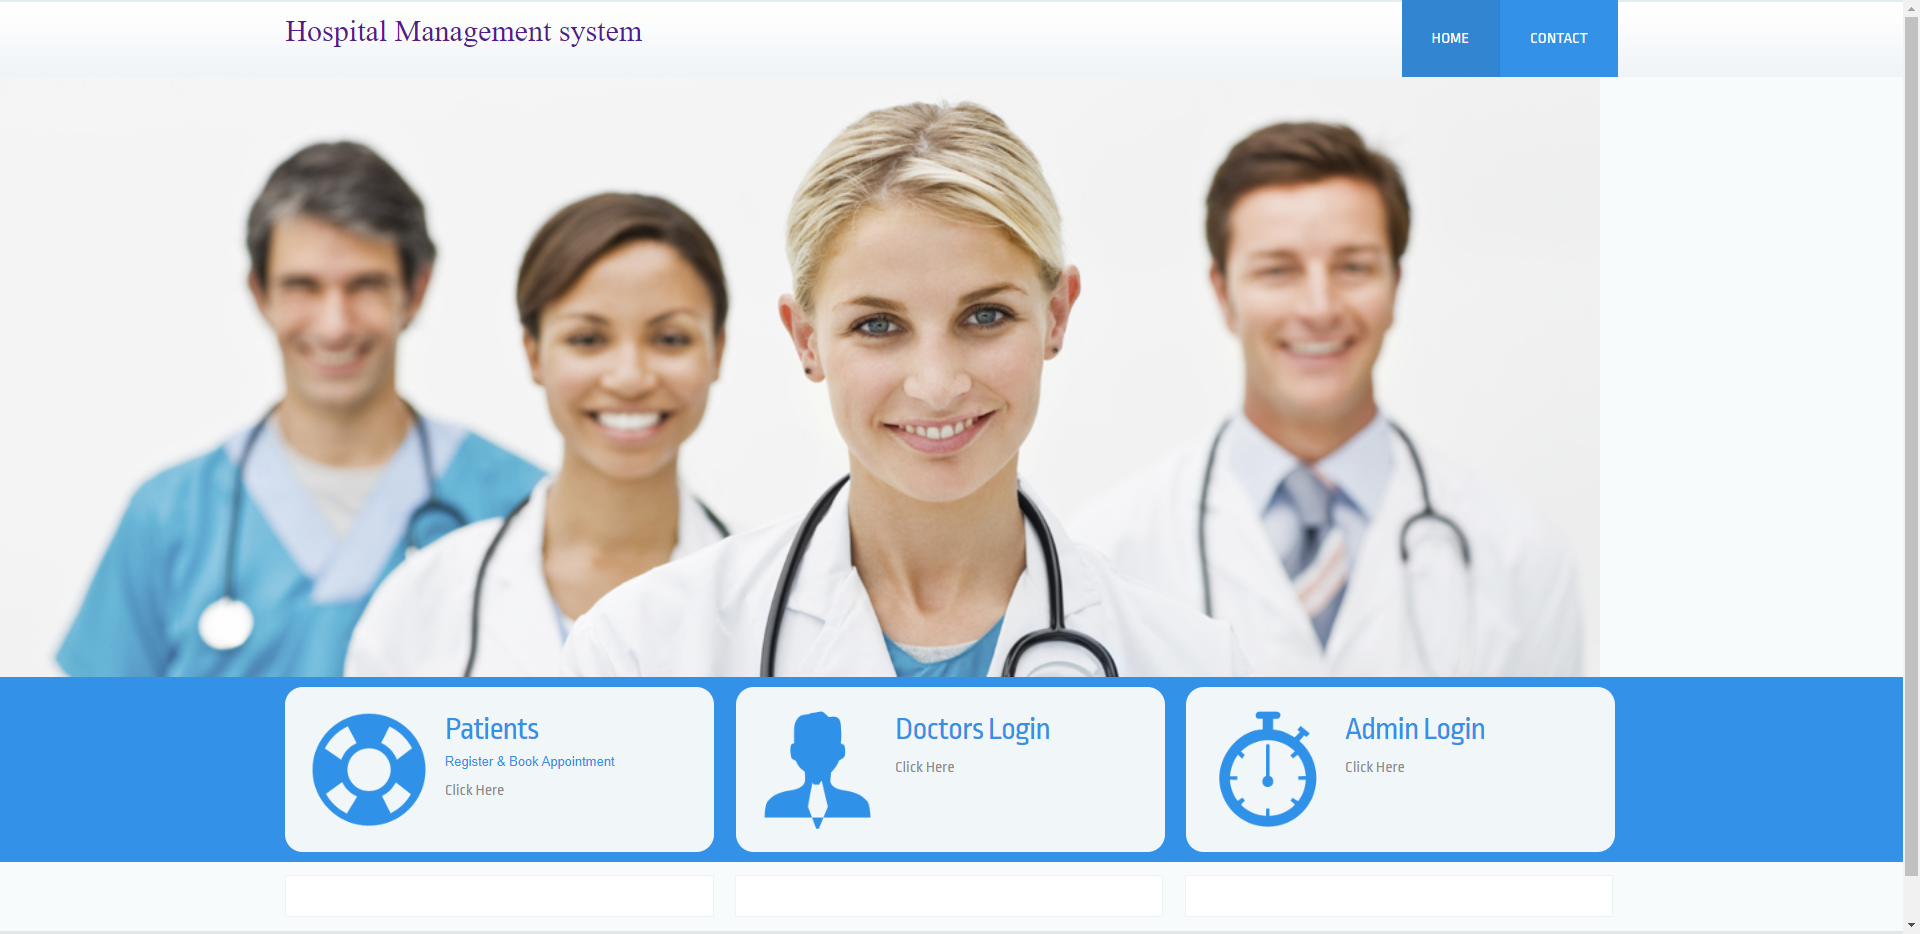 Hospital Management system
HOME
CONTACT
Patients
Register & Book Appointment
Click Here
Doctors Login
Click Here
Admin Login
Click Here